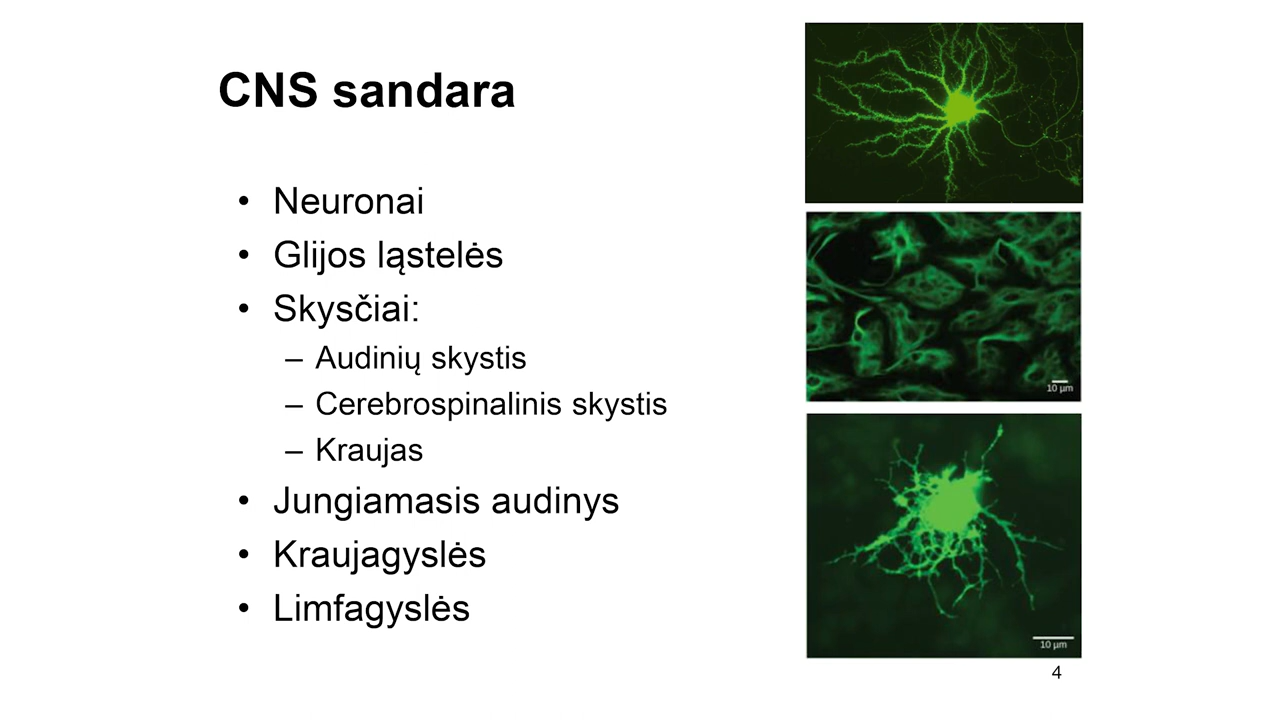 CNS sandara
• Neuronai
• Glijos ląstelės
• Skysčiai:
– Audinių skystis
– Cerebrospinalinis skystis
– Kraujas
• Jungiamasis audinys
• Kraujagyslės
• Limfagyslės
10 µm
10 µm
4